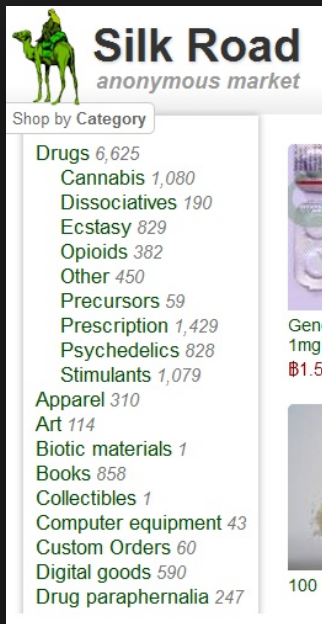 Silk Road
anonymous market
Shop by Category
Drugs 6,625
Cannabis 1,080
Dissociatives 190
Ecstasy 829
Opioids 382
Other 450
Precursors 59
Prescription 1,429
Psychedelics 828
Stimulants 1,079
Apparel 310
Art 114
Biotic materials 1
Books 858
Collectibles 1
Computer equipment 43
Custom Orders 60
Digital goods 590
Drug paraphernalia 247
Gen
1mg
฿1.5
100